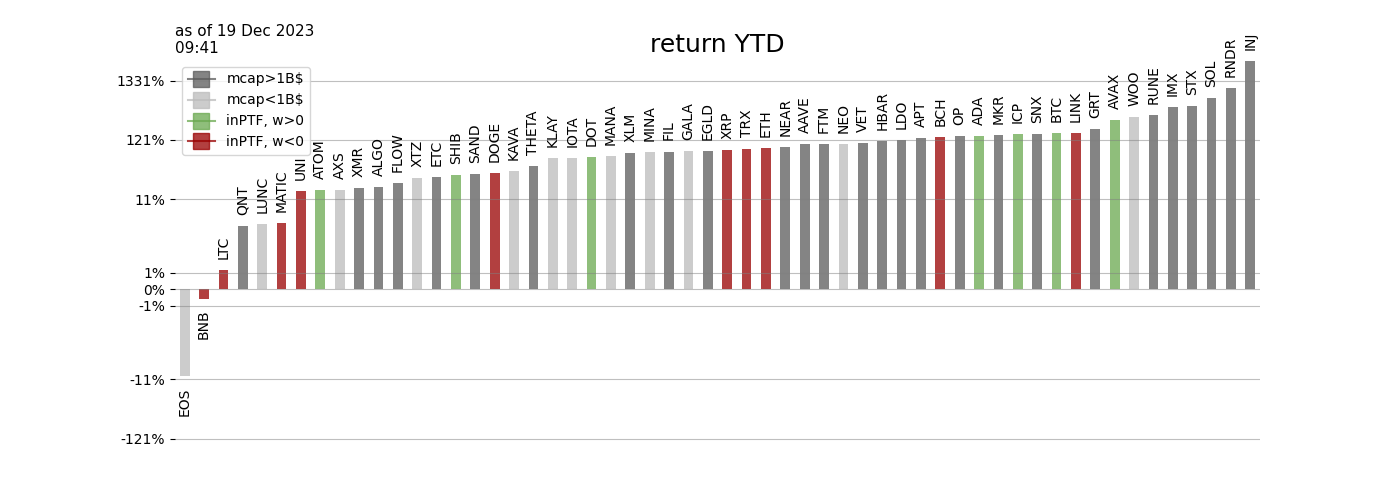 as of 19 Dec 2023
09:41
return YTD
mcap>1B$
mcap<1B$
inPTF, w>0
inPTF, w<0
1331%
121%
11%
1%
0%
-1%
-11%
-121%
EOS
BNB
LTC
QNT
LUNC
MATIC
UNI
ATOM
AXS
XMR
ALGO
FLOW
XTZ
ETC
SHIB
SAND
DOGE
KAVA
THETA
KLAY
IOTA
DOT
MANA
XLM
MINA
FIL
GALA
EGLD
XRP
TRX
ETH
NEAR
AAVE
FTM
NEO
VET
HBAR
LDO
APT
BCH
OP
ADA
MKR
ICP
SNX
BTC
LINK
GRT
AVAX
WOO
RUNE
IMX
STX
SOL
RNDR
INJ